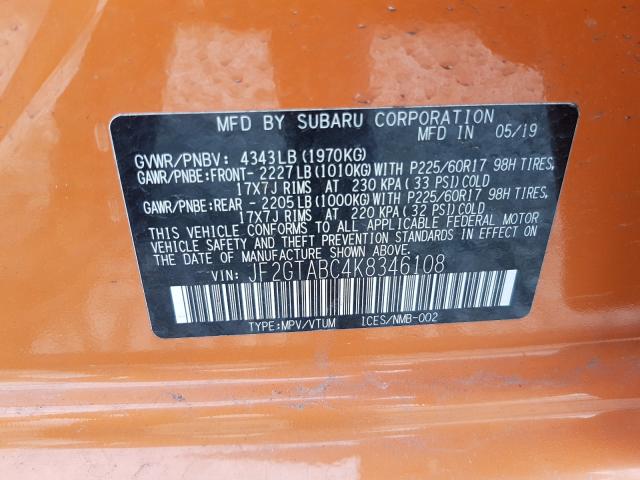 MFD BY SUBARU CORPORATION
MFD IN 05/19
GVWR/PNBV: 4343LB (1970KG)
GAWR/PNBE:FRONT- 2227LB (1010KG) WITH P225/60R17 98H TIRES,
17X7J RIMS AT 230 KPA (33 PSI) COLD
GAWR/PNBE:REAR - 2205LB (1000KG) WITH P225/60R17 98H TIRES,
17X7J RIMS AT 220 KPA (32 PSI) COLD
THIS VEHICLE CONFORMS TO ALL APPLICABLE FEDERAL MOTOR
VEHICLE SAFETY AND THEFT PREVENTION STANDARDS IN EFFECT
ON THE DATE OF MANUFACTURE SHOWN ABOVE.
VIN: JF2GTABC4K8346108
TYPE:MPV/VTUM ICES/NMB-002